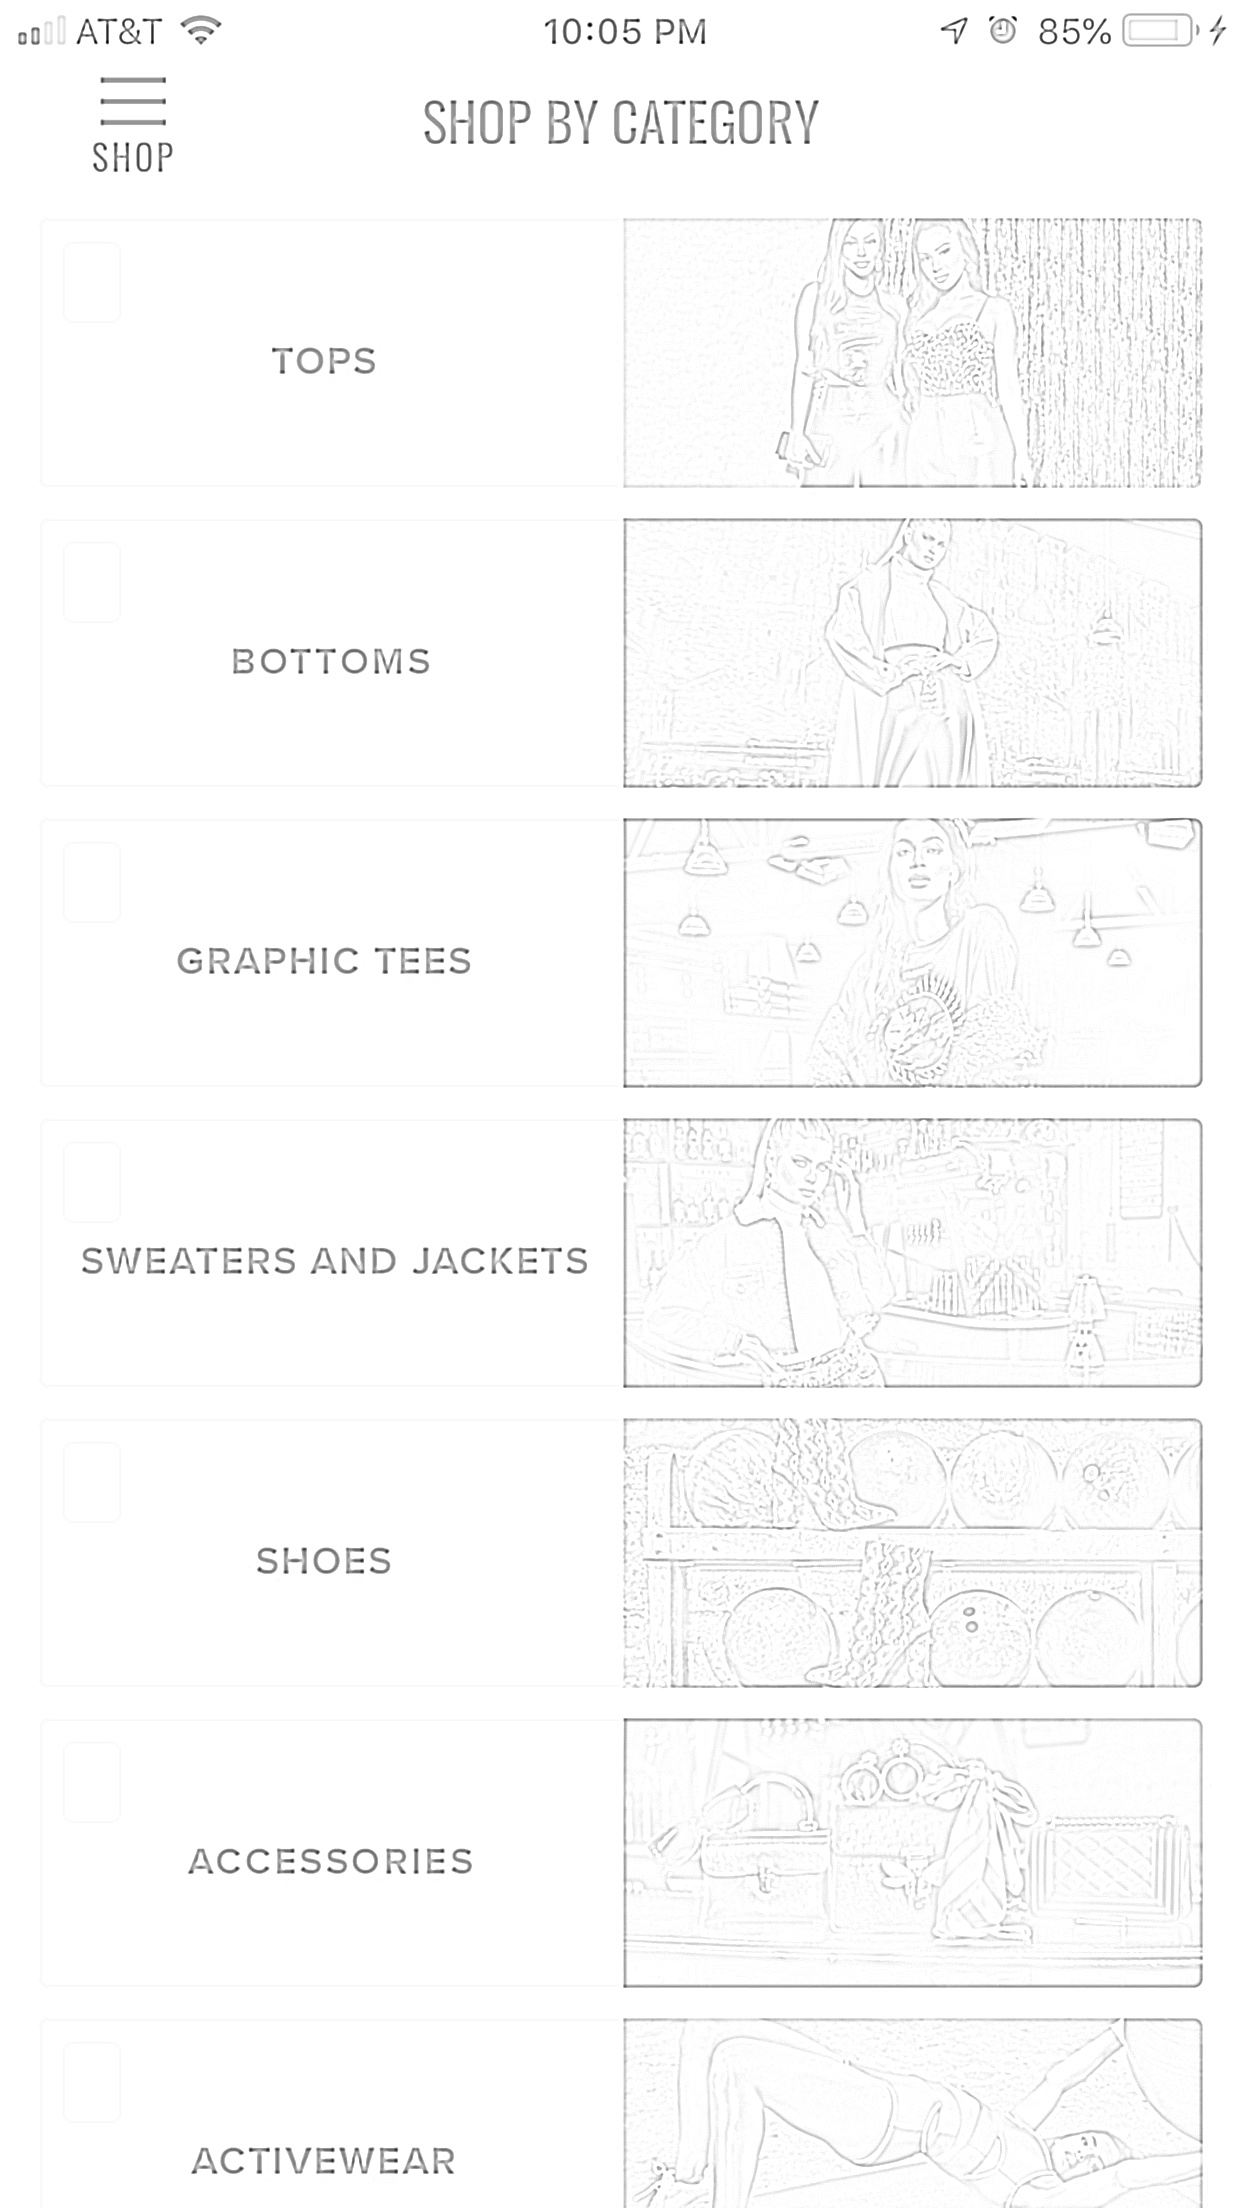 AT&T 10:05 PM 85%
SHOP BY CATEGORY
SHOP
TOPS
BOTTOMS
GRAPHIC TEES
SWEATERS AND JACKETS
SHOES
ACCESSORIES
ACTIVEWEAR